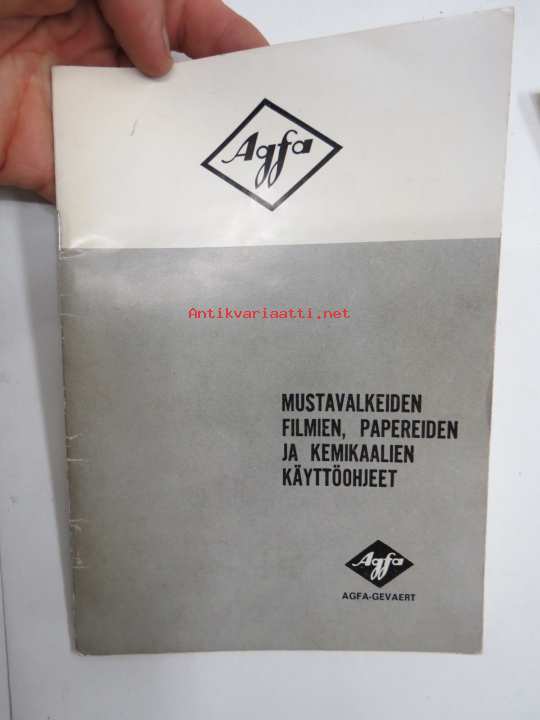 Agfa
Antikvariaatti.net
MUSTAVALKEIDEN
FILMIEN, PAPEREIDEN
JA KEMIKAALIEN
KÄYTTÖOHJEET
Agfa
AGFA-GEVAERT